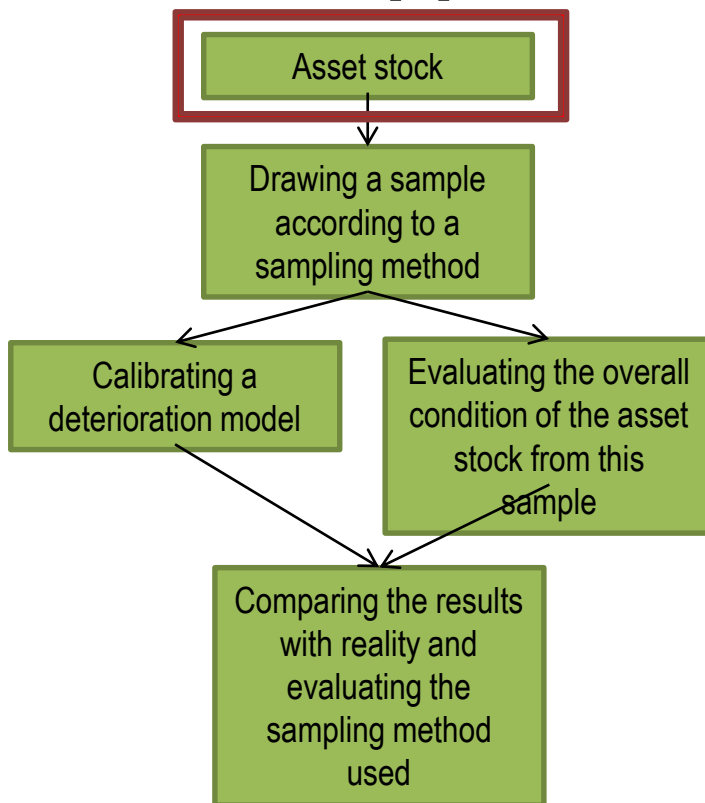 Asset stock
Drawing a sample
according to a
sampling method
Calibrating a
deterioration model
Evaluating the overall
condition of the asset
stock from this
sample
Comparing the results
with reality and
evaluating the
sampling method
used